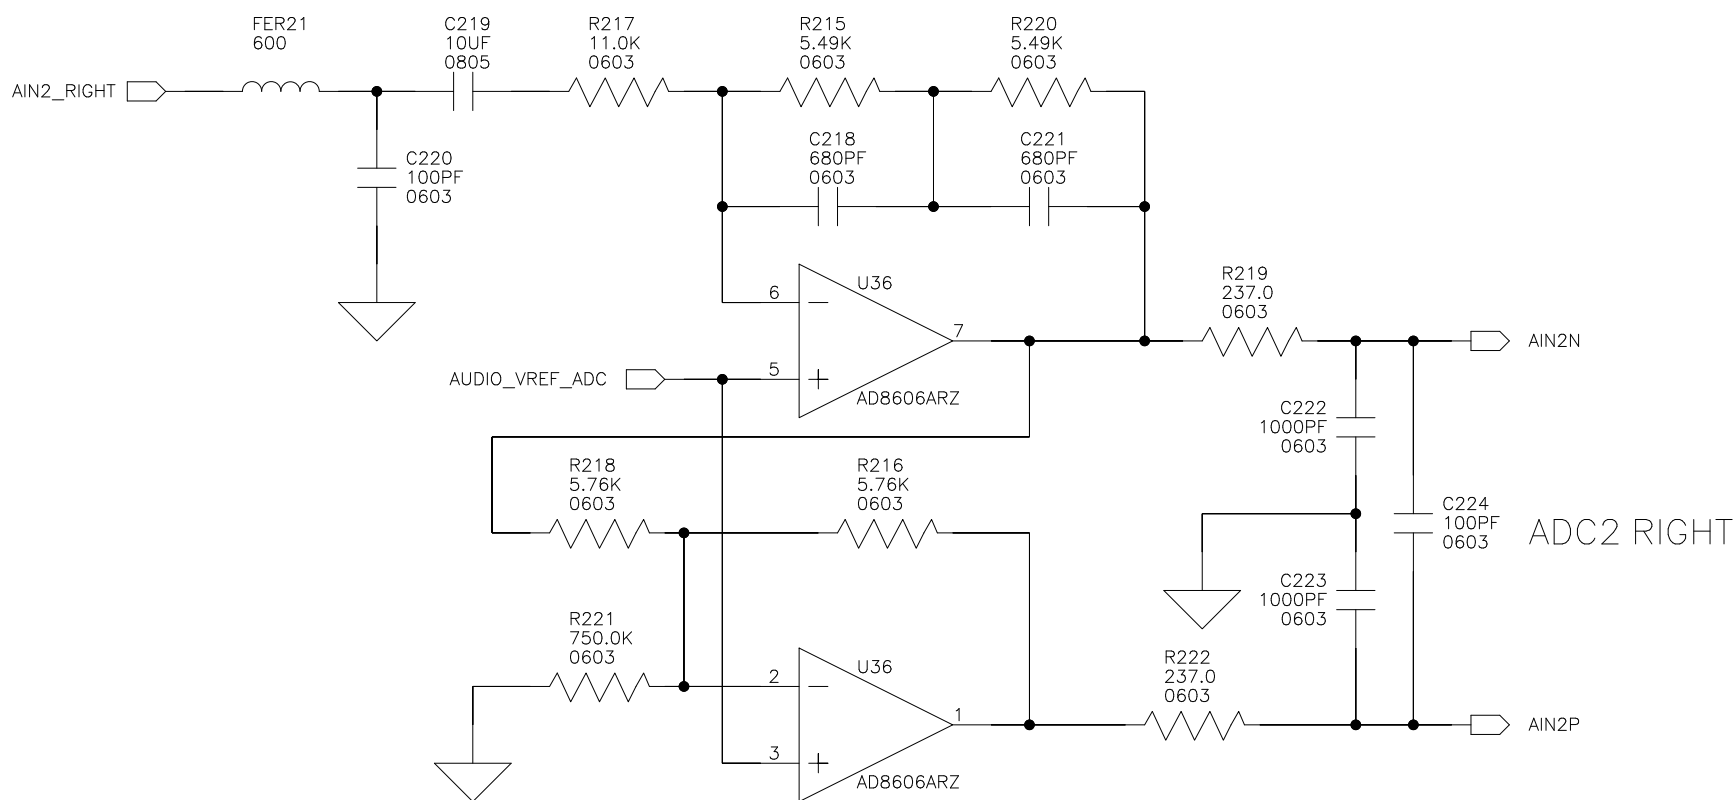 FER21
600
C219
10UF
0805
R217
11.0K
0603
R215
5.49K
0603
R220
5.49K
0603
AIN2_RIGHT
C220
100PF
0603
C218
680PF
0603
C221
680PF
0603
U36
6
7
5
AD8606ARZ
AUDIO_VREF_ADC
R219
237.0
0603
AIN2N
C222
1000PF
0603
R218
5.76K
0603
R216
5.76K
0603
C224
100PF
0603
ADC2 RIGHT
C223
1000PF
0603
R221
750.0K
0603
U36
2
1
3
AD8606ARZ
R222
237.0
0603
AIN2P